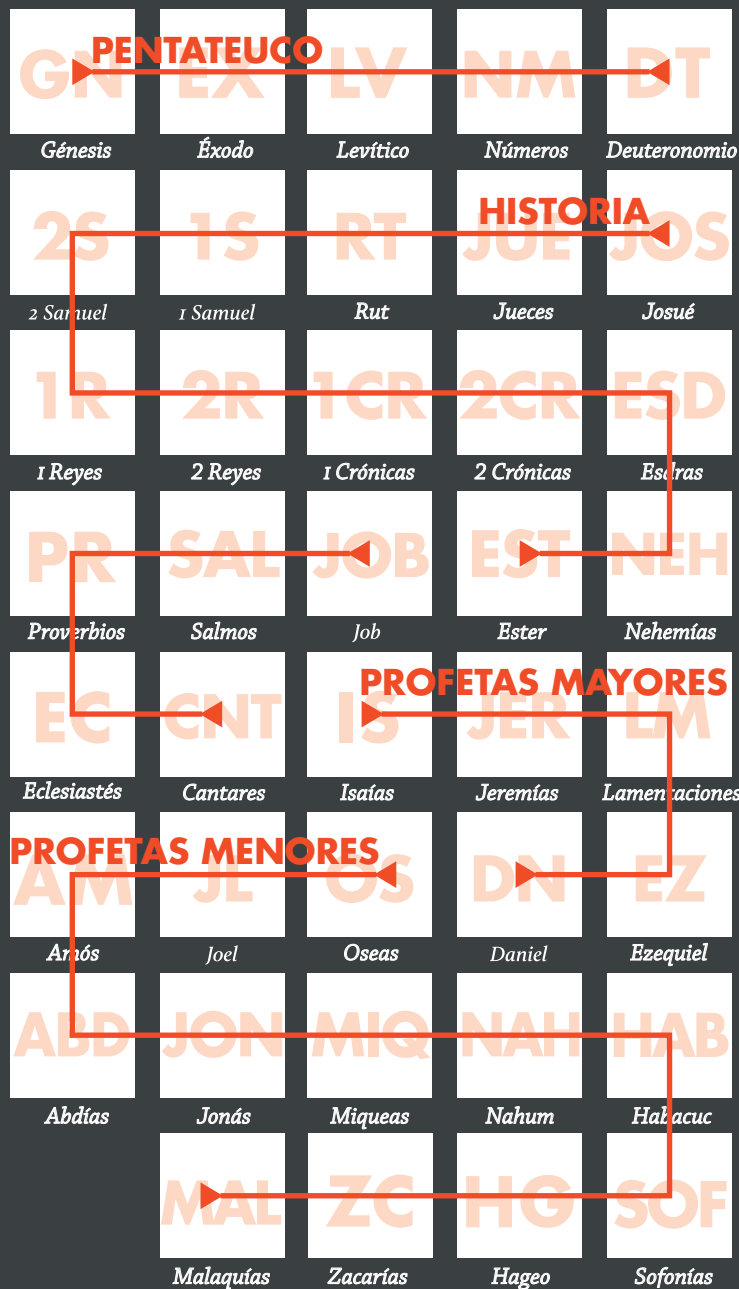 PENTATEUCO
GN EX LV NM DT
Génesis Éxodo Levítico Números Deuteronomio
HISTORIA
2S 1S RT JUE JOS
2 Samuel 1 Samuel Rut Jueces Josué
1R 2R 1CR 2CR ESD
1 Reyes 2 Reyes 1 Crónicas 2 Crónicas Esdras
PR SAL JOB EST NEH
Proverbios Salmos Job Ester Nehemías
PROFETAS MAYORES
EC CNT IS JER LM
Eclesiastés Cantares Isaías Jeremías Lamentaciones
PROFETAS MENORES
AM JL OS DN EZ
Amós Joel Oseas Daniel Ezequiel
ABD JON MIQ NAH HAB
Abdías Jonás Miqueas Nahum Habacuc
MAL ZC HG SOF
Malaquías Zacarías Hageo Sofonías